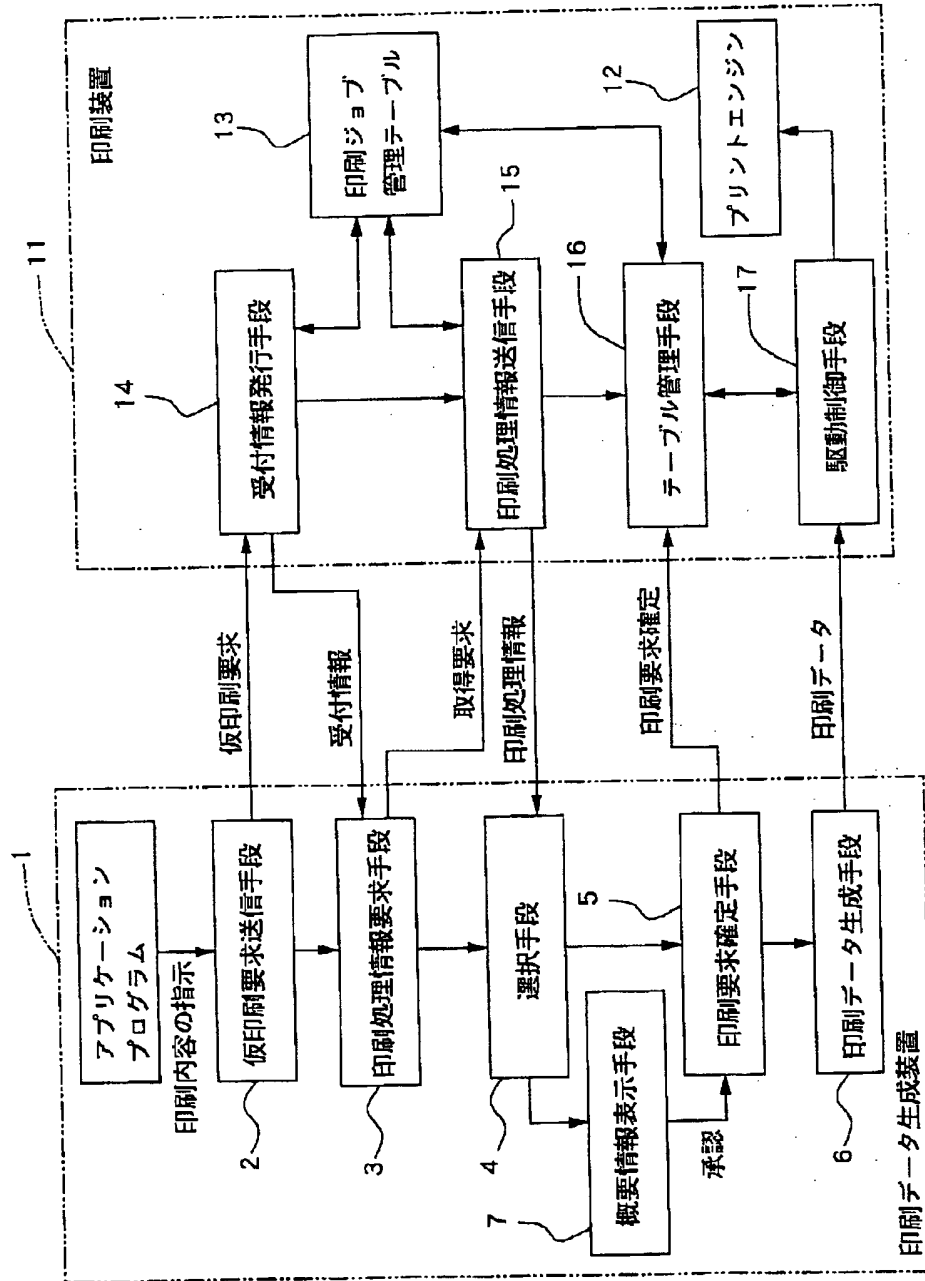 1
アプリケーション
プログラム
印刷内容の指示
仮印刷要求送信手段
2
印刷処理情報要求手段
3
選択手段
4
概要情報表示手段
7
承認
印刷要求確定手段
5
印刷データ生成手段
6
印刷データ生成装置
仮印刷要求
受付情報
取得要求
印刷処理情報
印刷要求確定
印刷データ
11
印刷装置
受付情報発行手段
14
印刷ジョブ
管理テーブル
13
印刷処理情報送信手段
15
テーブル管理手段
16
駆動制御手段
17
プリントエンジン
12